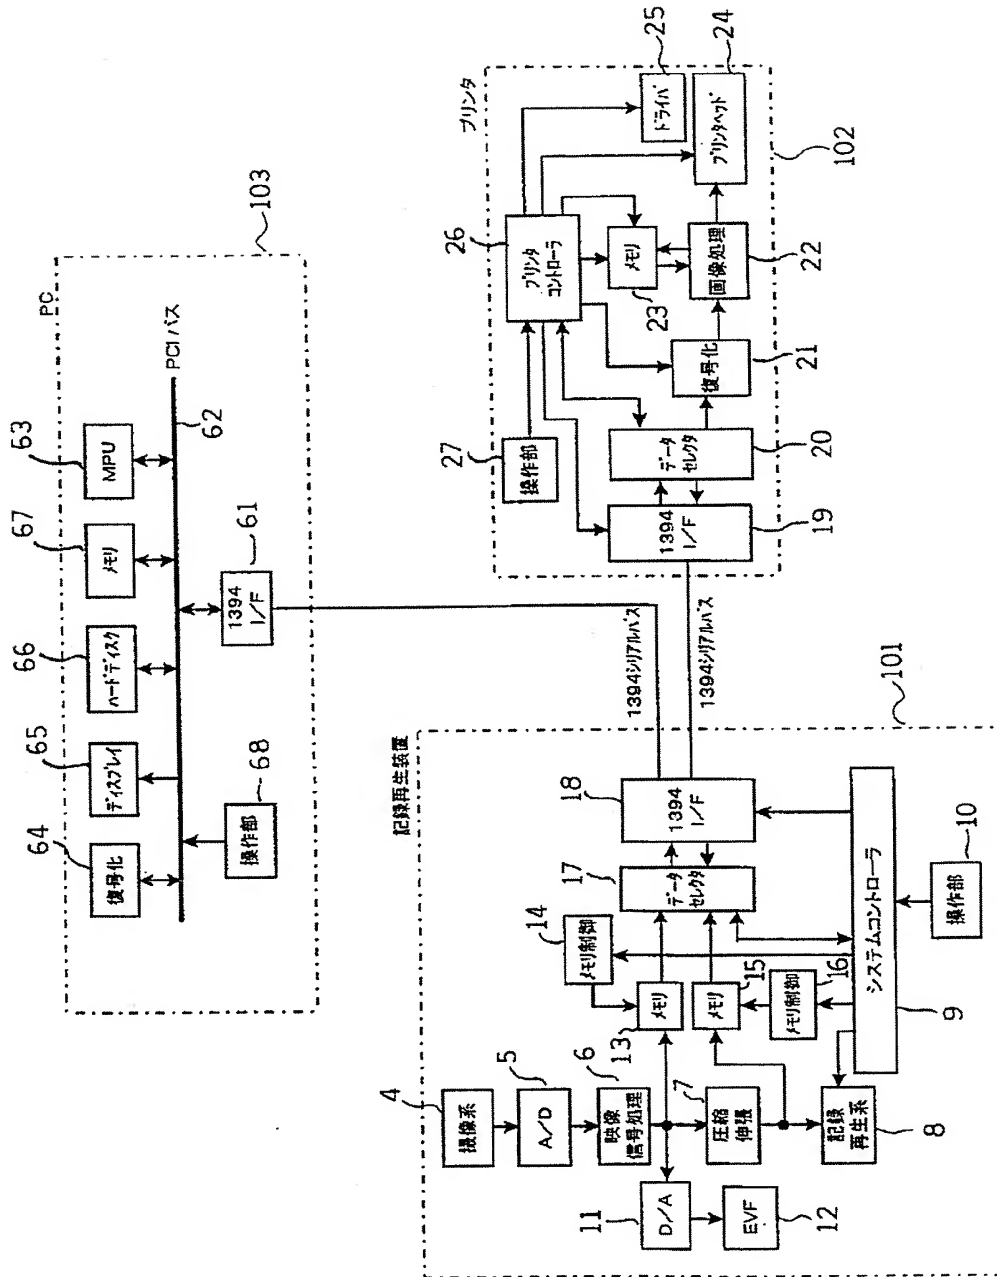 PC
103
63
MPU
67
メモリ
66
ハードディスク
65
ディスプレイ
64
復号化
PCIバス
62
61
1394
I/F
68
操作部
1394シリアルバス
1394シリアルバス
プリンタ
102
25
ドライバ
24
プリンタヘッド
26
プリンタ
コントローラ
メモリ
23
画像処理
22
復号化
21
27
操作部
データ
セレクタ
20
1394
I/F
19
記録再生装置
101
4
撮像系
5
A/D
6
映像
信号処理
7
圧縮
伸張
記録
再生系
8
11
D/A
EVF
12
14
メモリ制御
13
メモリ
メモリ
15
メモリ制御
16
17
データ
セレクタ
18
1394
I/F
システムコントローラ
9
操作部
10